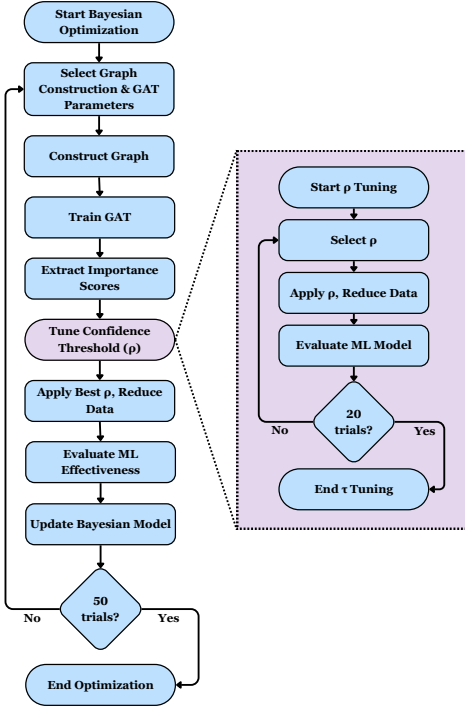 Start Bayesian
Optimization
Select Graph
Construction & GAT
Parameters
Construct Graph
Train GAT
Extract Importance
Scores
Tune Confidence
Threshold (ρ)
Apply Best ρ, Reduce
Data
Evaluate ML
Effectiveness
Update Bayesian Model
50
trials?
No
Yes
End Optimization
Start ρ Tuning
Select ρ
Apply ρ, Reduce Data
Evaluate ML Model
20
trials?
No
Yes
End τ Tuning